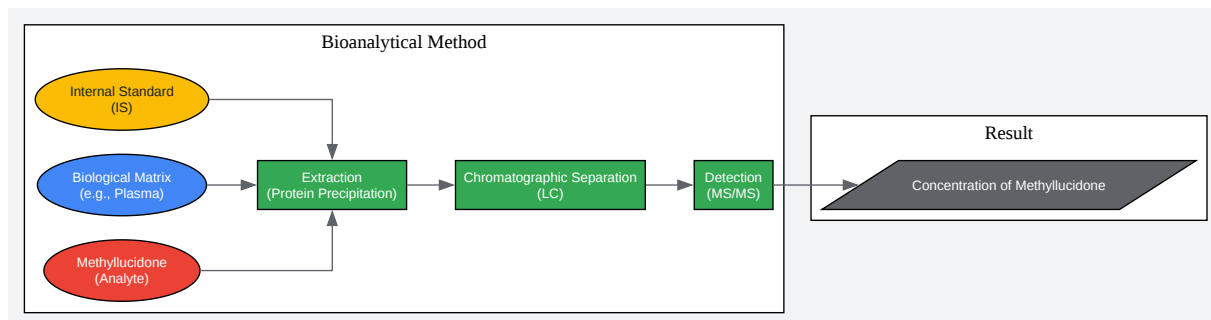 Bioanalytical Method
Internal Standard
(IS)
Biological Matrix
(e.g., Plasma)
Methyllucidone
(Analyte)
Extraction
(Protein Precipitation)
Chromatographic Separation
(LC)
Detection
(MS/MS)
Result
Concentration of Methyllucidone